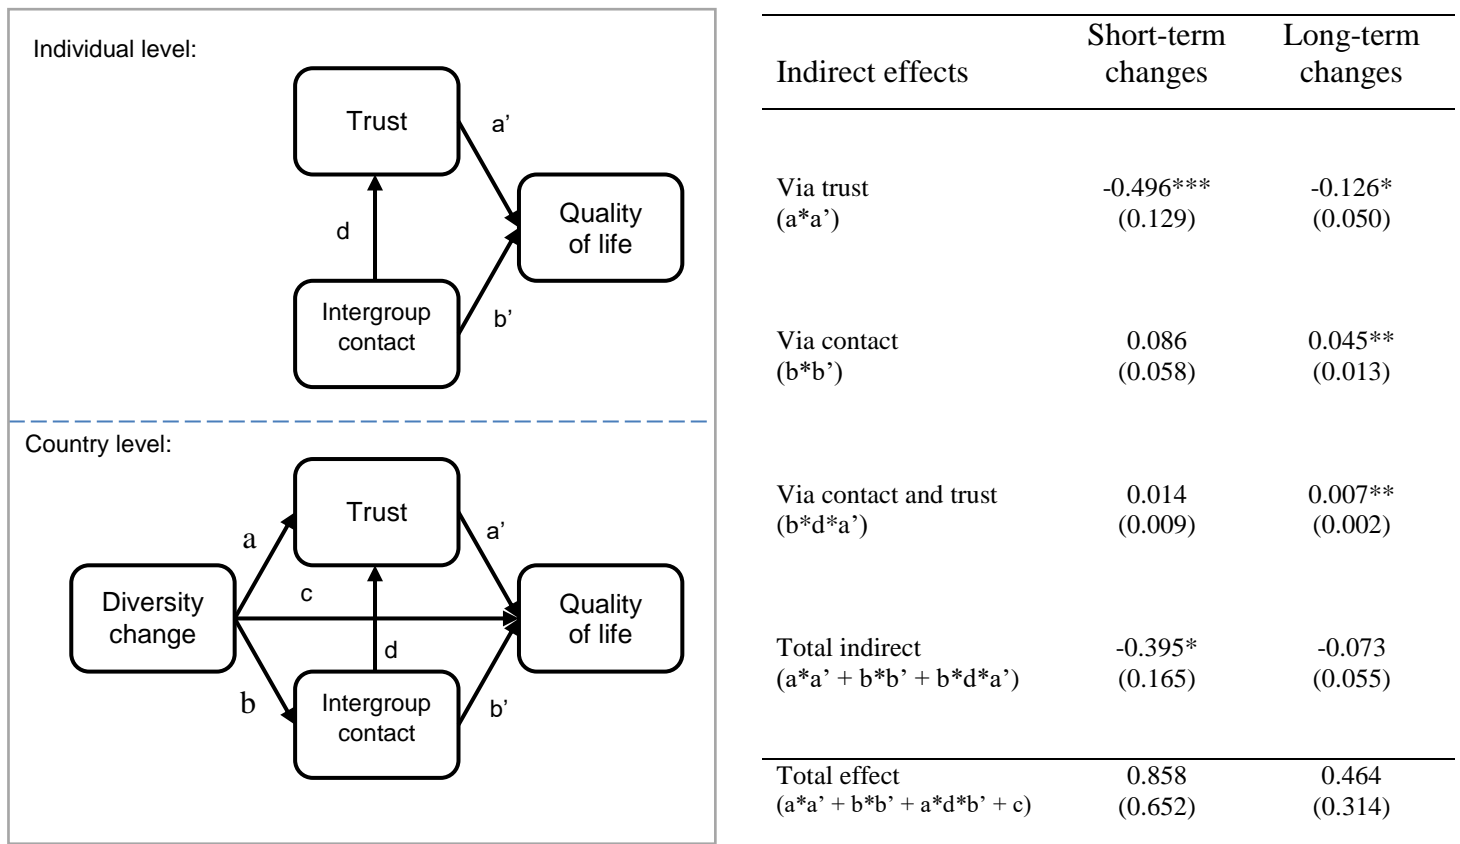 Individual level:
Trust
a’
Quality
of life
d
Intergroup
contact
b’
Country level:
Trust
a
a’
Diversity
change
c
Quality
of life
d
b
Intergroup
contact
b’
Indirect effects
Short-term
changes
Long-term
changes
Via trust -0.496*** -0.126*
(a*a’) (0.129) (0.050)
Via contact 0.086 0.045**
(b*b’) (0.058) (0.013)
Via contact and trust 0.014 0.007**
(b*d*a’) (0.009) (0.002)
Total indirect -0.395* -0.073
(a*a’ + b*b’ + b*d*a’) (0.165) (0.055)
Total effect 0.858 0.464
(a*a’ + b*b’ + a*d*b’ + c) (0.652) (0.314)